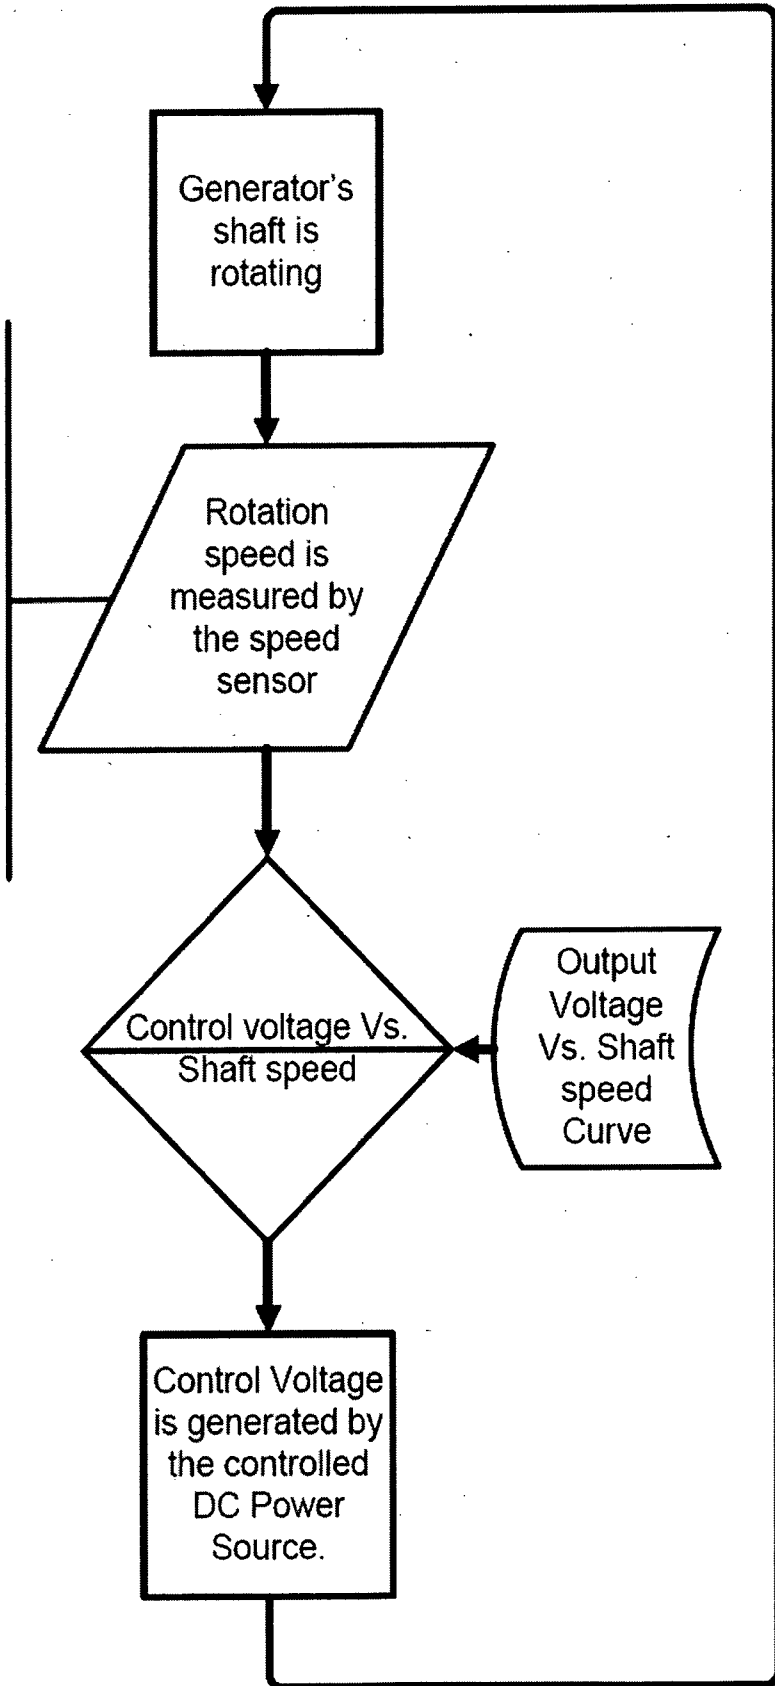 Generator's
shaft is
rotating
Rotation
speed is
measured by
the speed
sensor
Control voltage Vs.
Shaft speed
Output
Voltage
Vs. Shaft
speed
Curve
Control Voltage
is generated by
the controlled
DC Power
Source.